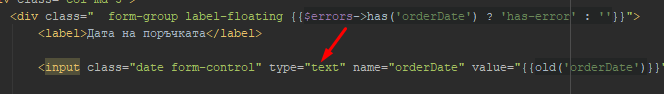 <div class="  form-group label-floating {{$errors->has('orderDate') ? 'has-error' : ''}}">
<label>Дата на поръчката</label>
<input class="date form-control" type="text" name="orderDate" value="{{old('orderDate')}}"